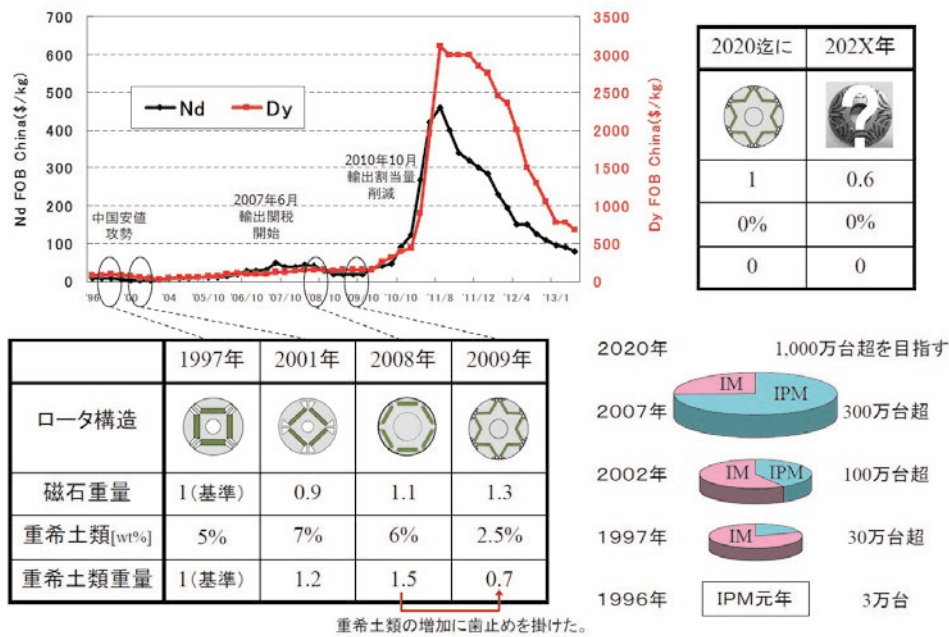 700
600
500
400
300
200
100
0
Nd FOB China($/kg)
3500
3000
2500
2000
1500
1000
500
0
Dy FOB China($/kg)
Nd Dy
中国安値
攻勢
2007年6月
輸出関税
開始
2010年10月
輸出割当量
削減
'96 '00 '04 '05/10 '06/10 '07/10 '08 10 '09 10 '10/10 '11/8 '11/12 '12/4 '13/1
2020迄に 202X年
?
1 0.6
0% 0%
0 0
1997年 2001年 2008年 2009年
ロータ構造
磁石重量 1(基準) 0.9 1.1 1.3
重希土類[wt%] 5% 7% 6% 2.5%
重希土類重量 1(基準) 1.2 1.5 0.7
重希土類の増加に歯止めを掛けた。
2020年 1,000万台超を目指す
IM IPM
2007年 300万台超
2002年 IM IPM 100万台超
1997年 IM 30万台超
1996年 IPM元年 3万台